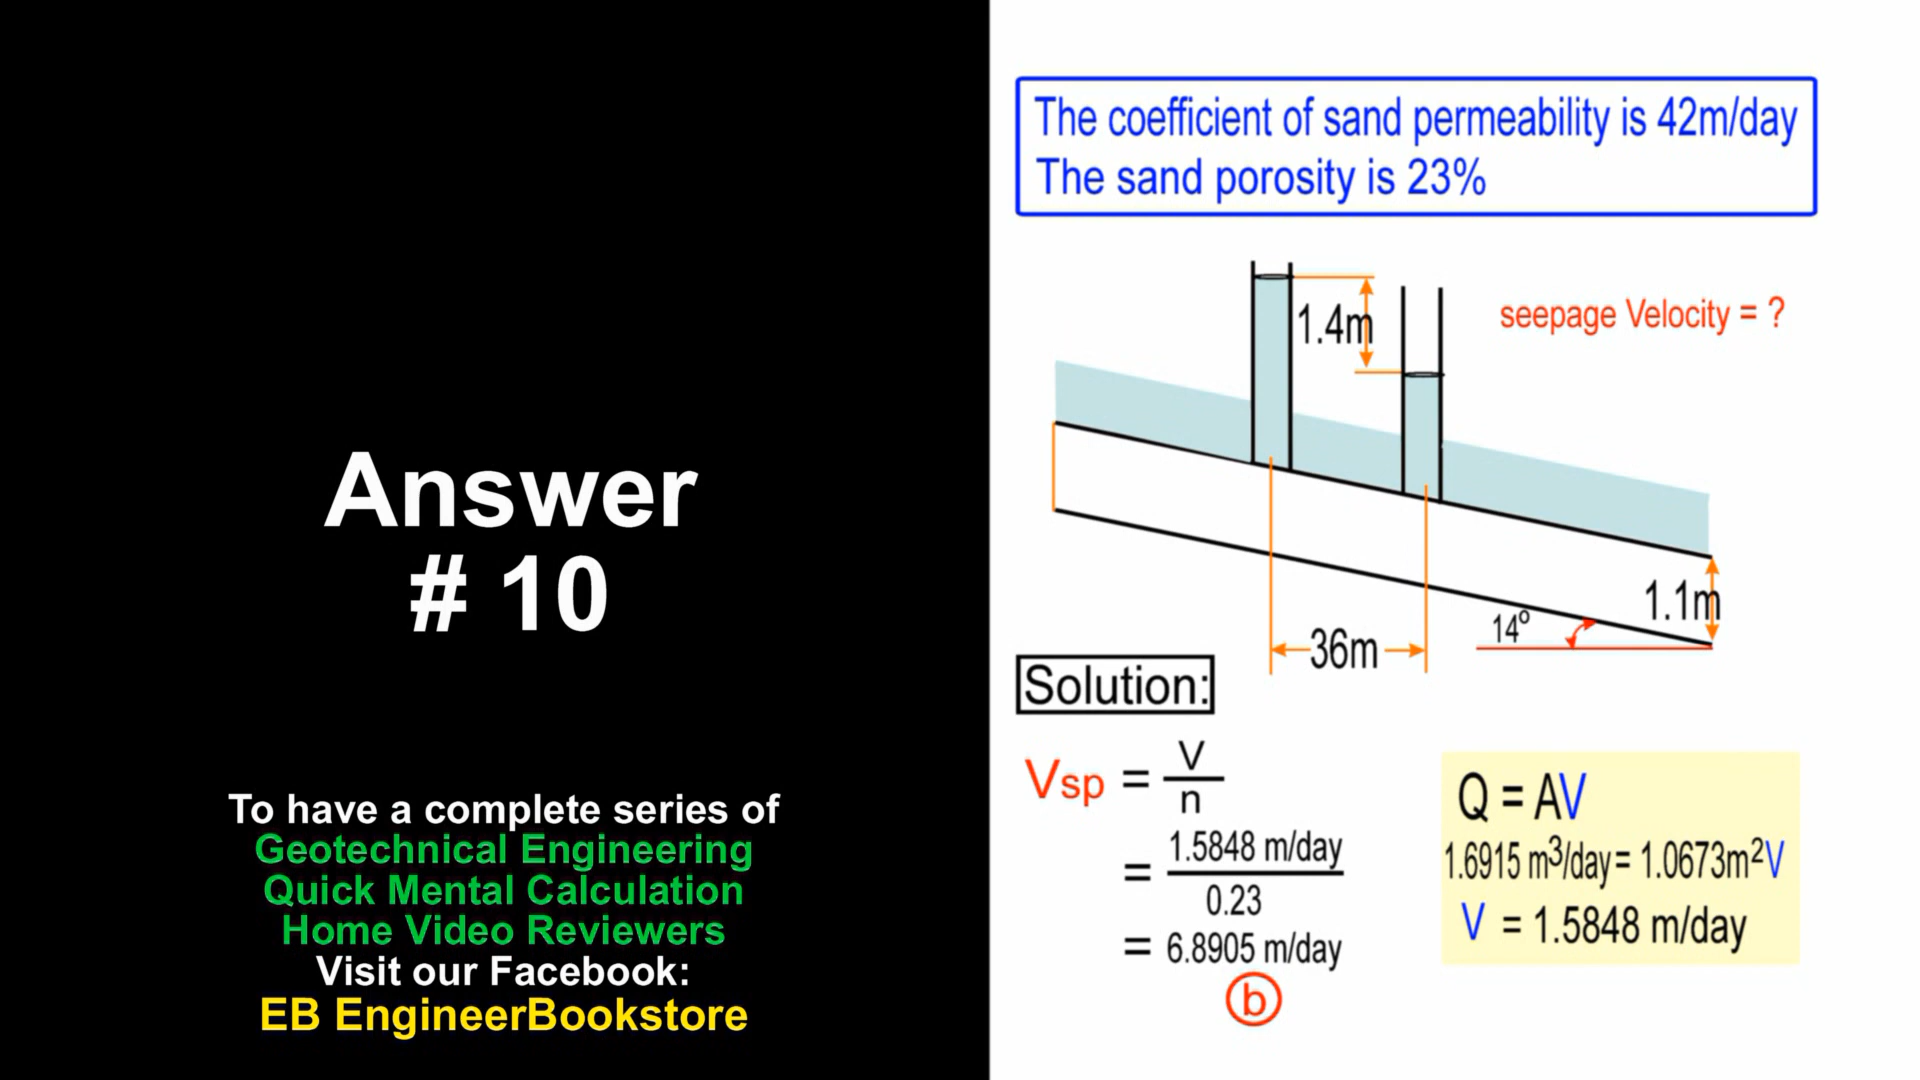 Answer
# 10
To have a complete series of
Geotechnical Engineering
Quick Mental Calculation
Home Video Reviewers
Visit our Facebook:
EB EngineerBookstore
The coefficient of sand permeability is 42m/day
The sand porosity is 23%
1.4m
seepage Velocity = ?
1.1m
14°
36m
Solution:
Vsp = V/n
= 1.5848 m/day / 0.23
= 6.8905 m/day
b
Q = AV
1.6915 m³/day = 1.0673m²V
V = 1.5848 m/day